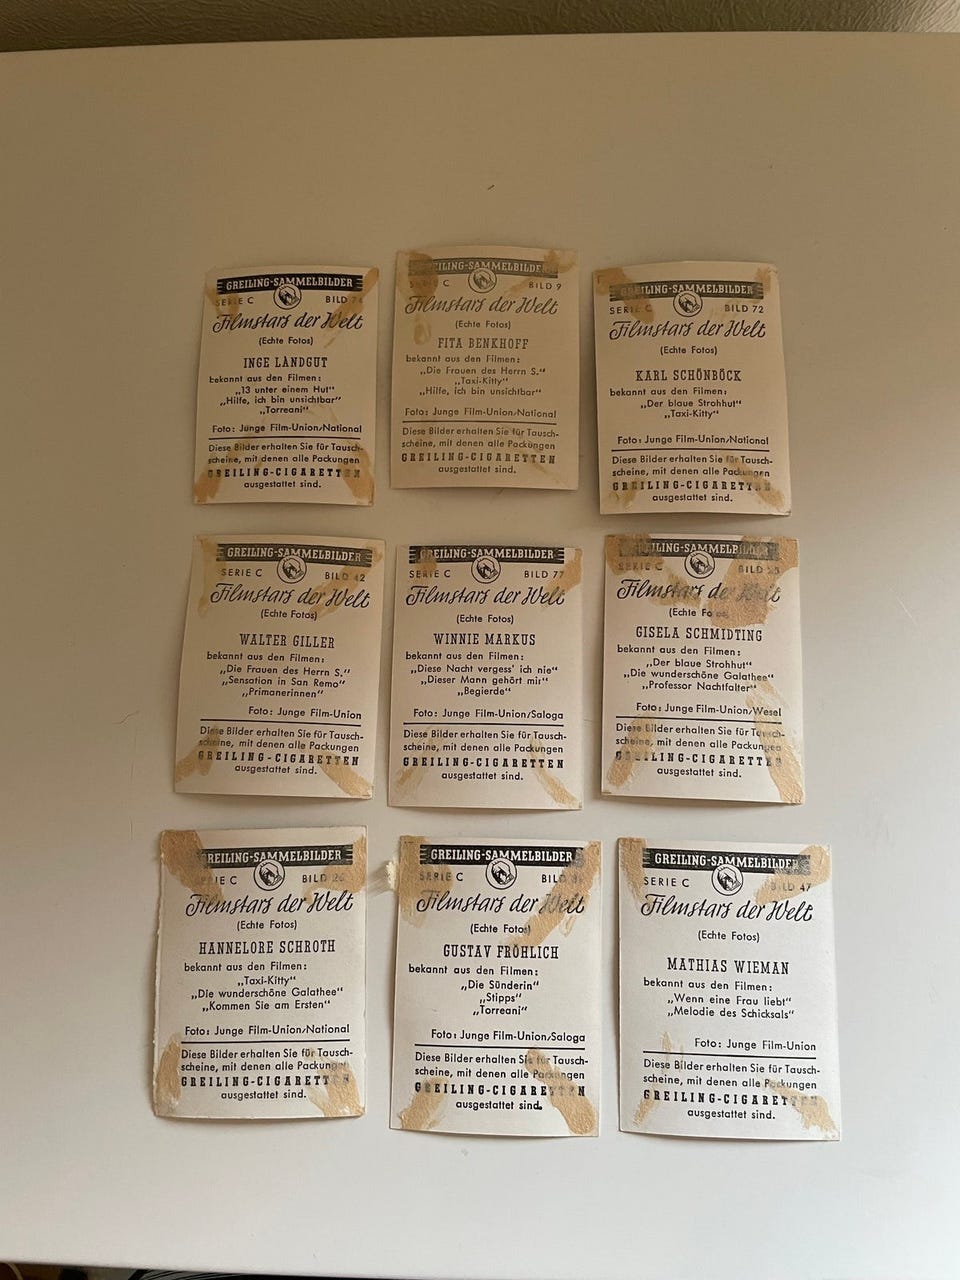 GREILING-SAMMELBILDER
SERIE C BILD
Filmstars der Welt
(Echte Fotos)
INGE LANDGUT
bekannt aus den Filmen:
„13 unter einem Hut“
„Hilfe, ich bin unsichtbar“
„Torreani“
Foto: Junge Film-Union/National
Diese Bilder erhalten Sie für Tausch-
scheine, mit denen alle Packungen
GREILING-CIGARETTEN
ausgestattet sind.
GREILING-SAMMELBILDER
SERIE C BILD 9
Filmstars der Welt
(Echte Fotos)
FITA BENKHOFF
bekannt aus den Filmen:
„Die Frauen des Herrn S.“
„Taxi-Kitty“
„Hilfe, ich bin unsichtbar“
Foto: Junge Film-Union/National
Diese Bilder erhalten Sie für Tausch-
scheine, mit denen alle Packungen
GREILING-CIGARETTEN
ausgestattet sind.
GREILING-SAMMELBILDER
SERIE C BILD 72
Filmstars der Welt
(Echte Fotos)
KARL SCHÖNBÖCK
bekannt aus den Filmen:
„Der blaue Strohhut“
„Taxi-Kitty“
Foto: Junge Film-Union/National
Diese Bilder erhalten Sie für Tausch-
scheine, mit denen alle Packungen
GREILING-CIGARETTEN
ausgestattet sind.
GREILING-SAMMELBILDER
SERIE C BILD 42
Filmstars der Welt
(Echte Fotos)
WALTER GILLER
bekannt aus den Filmen:
„Die Frauen des Herrn S.“
„Sensation in San Remo“
„Primanerinnen“
Foto: Junge Film-Union
Diese Bilder erhalten Sie für Tausch-
scheine, mit denen alle Packungen
GREILING-CIGARETTEN
ausgestattet sind.
GREILING-SAMMELBILDER
SERIE C BILD 77
Filmstars der Welt
(Echte Fotos)
WINNIE MARKUS
bekannt aus den Filmen:
„Diese Nacht vergess' ich nie“
„Dieser Mann gehört mir“
„Begierde“
Foto: Junge Film-Union/Saloga
Diese Bilder erhalten Sie für Tausch-
scheine, mit denen alle Packungen
GREILING-CIGARETTEN
ausgestattet sind.
GREILING-SAMMELBILDER
SERIE C BILD
Filmstars der Welt
(Echte Fotos)
GISELA SCHMIDTING
bekannt aus den Filmen:
„Der blaue Strohhut“
„Die wunderschöne Galathee“
„Professor Nachtfalter“
Foto: Junge Film-Union/Wesel
Diese Bilder erhalten Sie für Tausch-
scheine, mit denen alle Packungen
GREILING-CIGARETTEN
ausgestattet sind.
GREILING-SAMMELBILDER
SERIE C BILD
Filmstars der Welt
(Echte Fotos)
HANNELORE SCHROTH
bekannt aus den Filmen:
„Taxi-Kitty“
„Die wunderschöne Galathee“
„Kommen Sie am Ersten“
Foto: Junge Film-Union/National
Diese Bilder erhalten Sie für Tausch-
scheine, mit denen alle Packungen
GREILING-CIGARETTEN
ausgestattet sind.
GREILING-SAMMELBILDER
SERIE C BILD
Filmstars der Welt
(Echte Fotos)
GUSTAV FRÖHLICH
bekannt aus den Filmen:
„Die Sünderin“
„Stipps“
„Torreani“
Foto: Junge Film-Union/Saloga
Diese Bilder erhalten Sie für Tausch-
scheine, mit denen alle Packungen
GREILING-CIGARETTEN
ausgestattet sind.
GREILING-SAMMELBILDER
SERIE C BILD 47
Filmstars der Welt
(Echte Fotos)
MATHIAS WIEMAN
bekannt aus den Filmen:
„Wenn eine Frau liebt“
„Melodie des Schicksals“
Foto: Junge Film-Union
Diese Bilder erhalten Sie für Tausch-
scheine, mit denen alle Packungen
GREILING-CIGARETTEN
ausgestattet sind.